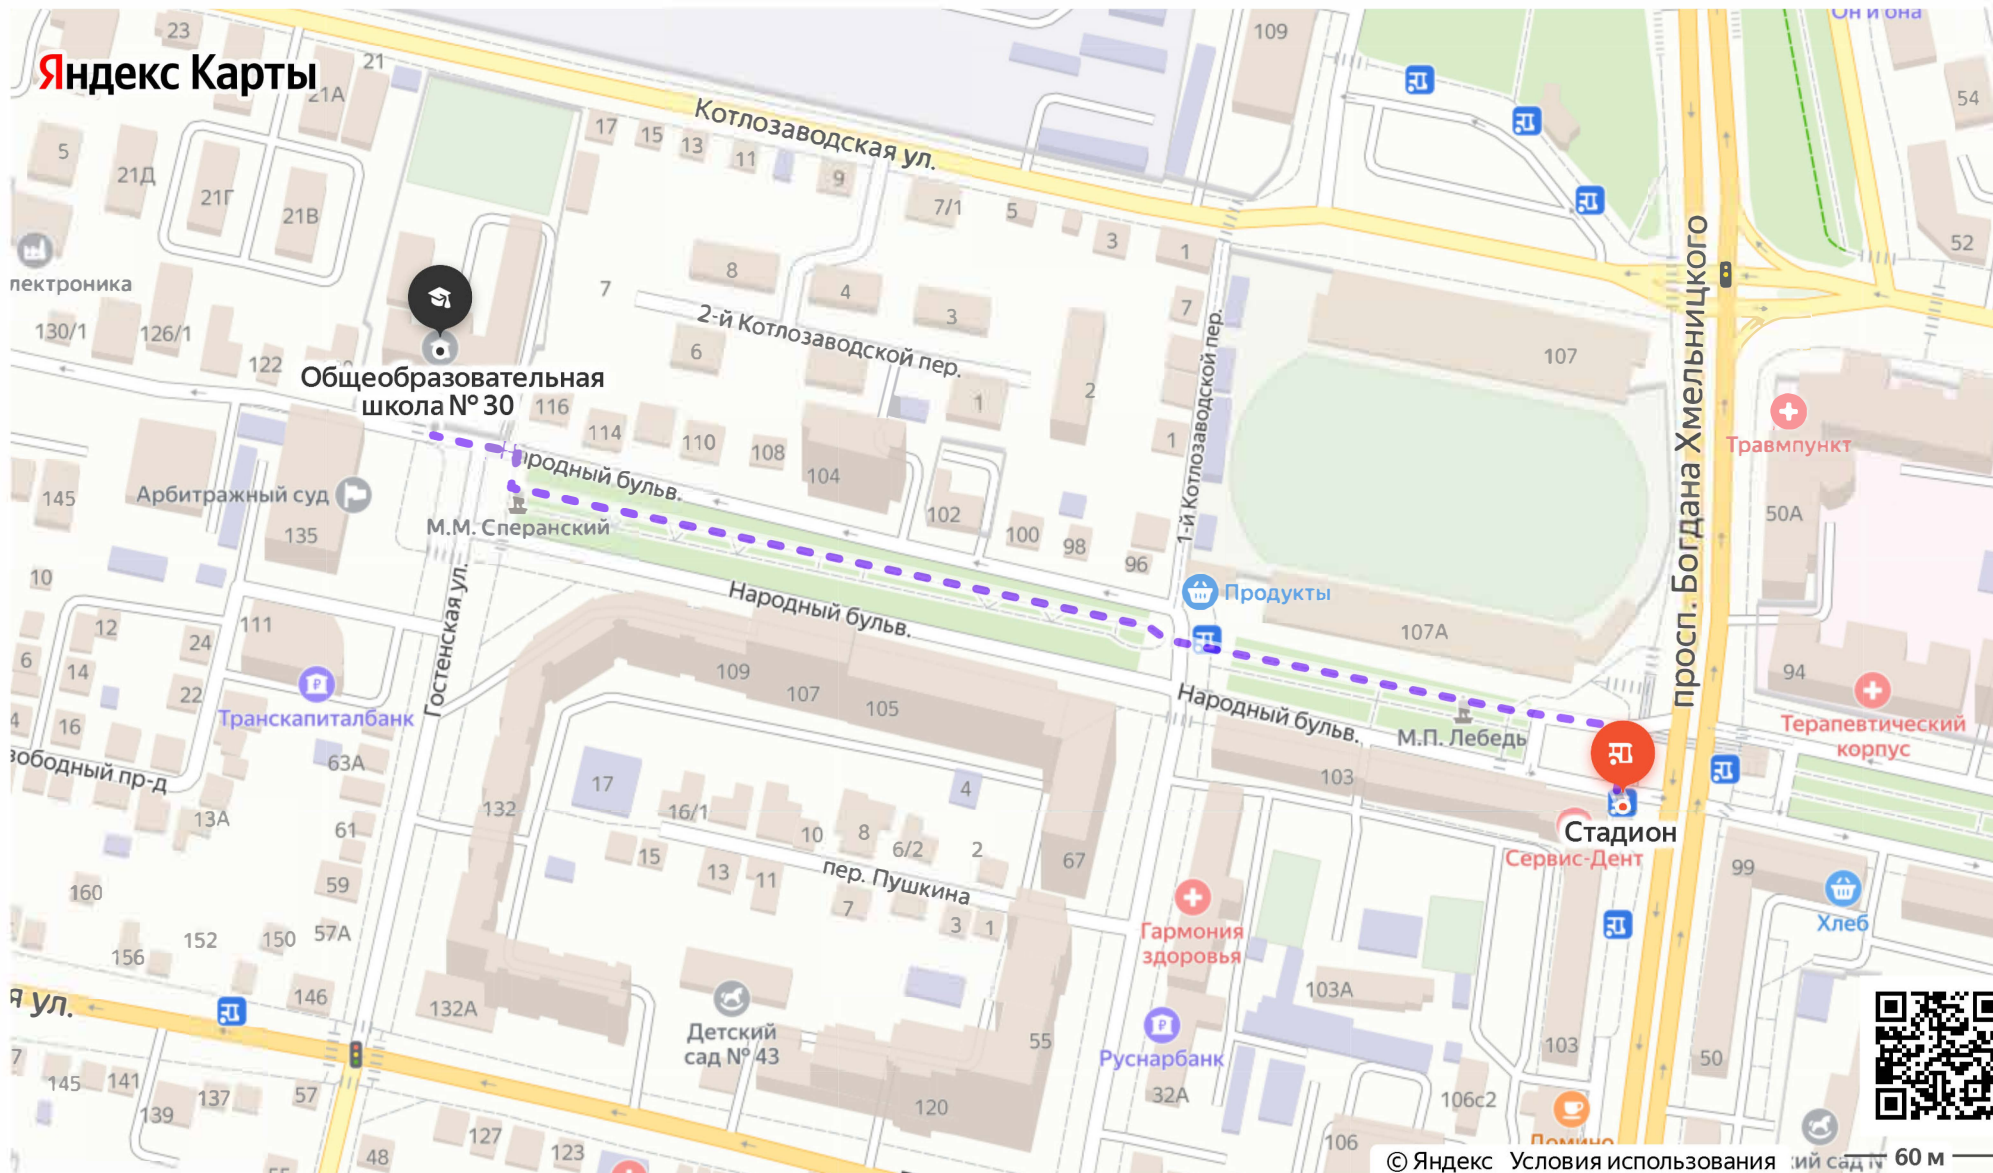 Он и она
23
Яндекс Карты
21
21А
109
54
Котлозаводская ул.
17
15
13
11
9
5
21Д
21Г
21В
7/1
5
3
1
52
лектроника
8
4
7
3
7
130/1
126/1
122
2-й Котлозаводской пер.
6
1
2
1
1-й Котлозаводской пер.
107
просп. Богдана Хмельницкого
Травмпункт
Общеобразовательная
школа № 30
116
114
110
108
104
102
100
98
96
145
Арбитражный суд
135
М.М. Сперанский
50А
Народный бульв.
Продукты
107А
10
12
24
111
6
14
22
4
16
Гостенская ул.
109
107
105
Народный бульв.
М.П. Лебедь
94
Терапевтический
корпус
Транскапиталбанк
63А
103
132
17
16/1
4
10
8
6/2
2
13А
61
15
13
11
пер. Пушкина
67
Стадион
Сервис-Дент
99
Хлеб
59
7
3
1
160
57А
152
150
156
Гармония
здоровья
146
132А
103А
Детский
сад № 43
55
Руснарбанк
32А
103
50
145
141
139
137
57
120
106с2
127
123
48
106
Домино
© Яндекс Условия использования
60 м